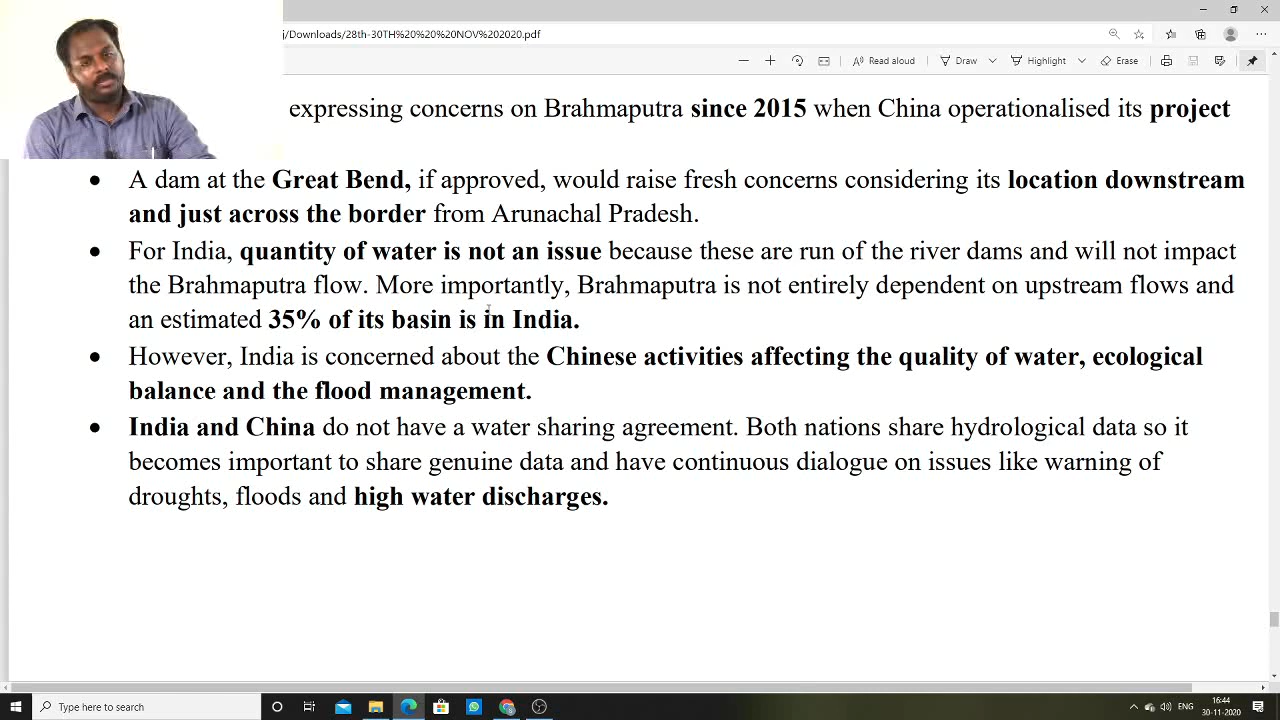 j/Downloads/28th-30TH%20%20%20NOV%202020.pdf
Read aloud
Draw
Highlight
Erase
expressing concerns on Brahmaputra since 2015 when China operationalised its project
• A dam at the Great Bend, if approved, would raise fresh concerns considering its location downstream
and just across the border from Arunachal Pradesh.
• For India, quantity of water is not an issue because these are run of the river dams and will not impact
the Brahmaputra flow. More importantly, Brahmaputra is not entirely dependent on upstream flows and
an estimated 35% of its basin is in India.
• However, India is concerned about the Chinese activities affecting the quality of water, ecological
balance and the flood management.
• India and China do not have a water sharing agreement. Both nations share hydrological data so it
becomes important to share genuine data and have continuous dialogue on issues like warning of
droughts, floods and high water discharges.
Type here to search
ENG
16:44
30-11-2020